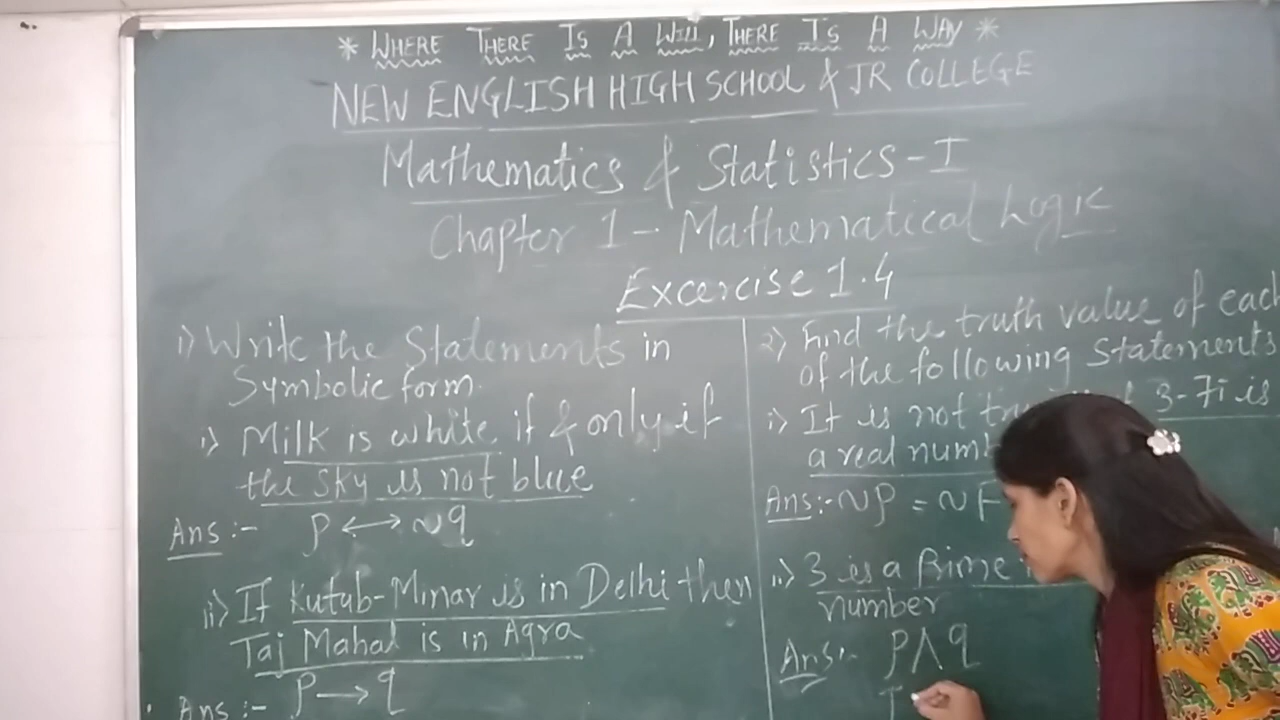 * WHERE THERE IS A WILL, THERE IS A WAY *
NEW ENGLISH HIGH SCHOOL & JR COLLEGE
Mathematics & Statistics-I
Chapter 1- Mathematical Logic
Excercise 1.4
1) Write the Statements in
Symbolic form.
i) Milk is white if & only if
the sky is not blue
Ans:- p ↔ ~q
ii) If Kutub-Minar is in Delhi then
Taj Mahal is in Agra
Ans:- p → q
2) Find the truth value of each
of the following Statements
i) It is not 3-7i is
a real
Ans:- ~p = ~F
ii) 3 is a Prime
number
Ans:- p ∧ q
T